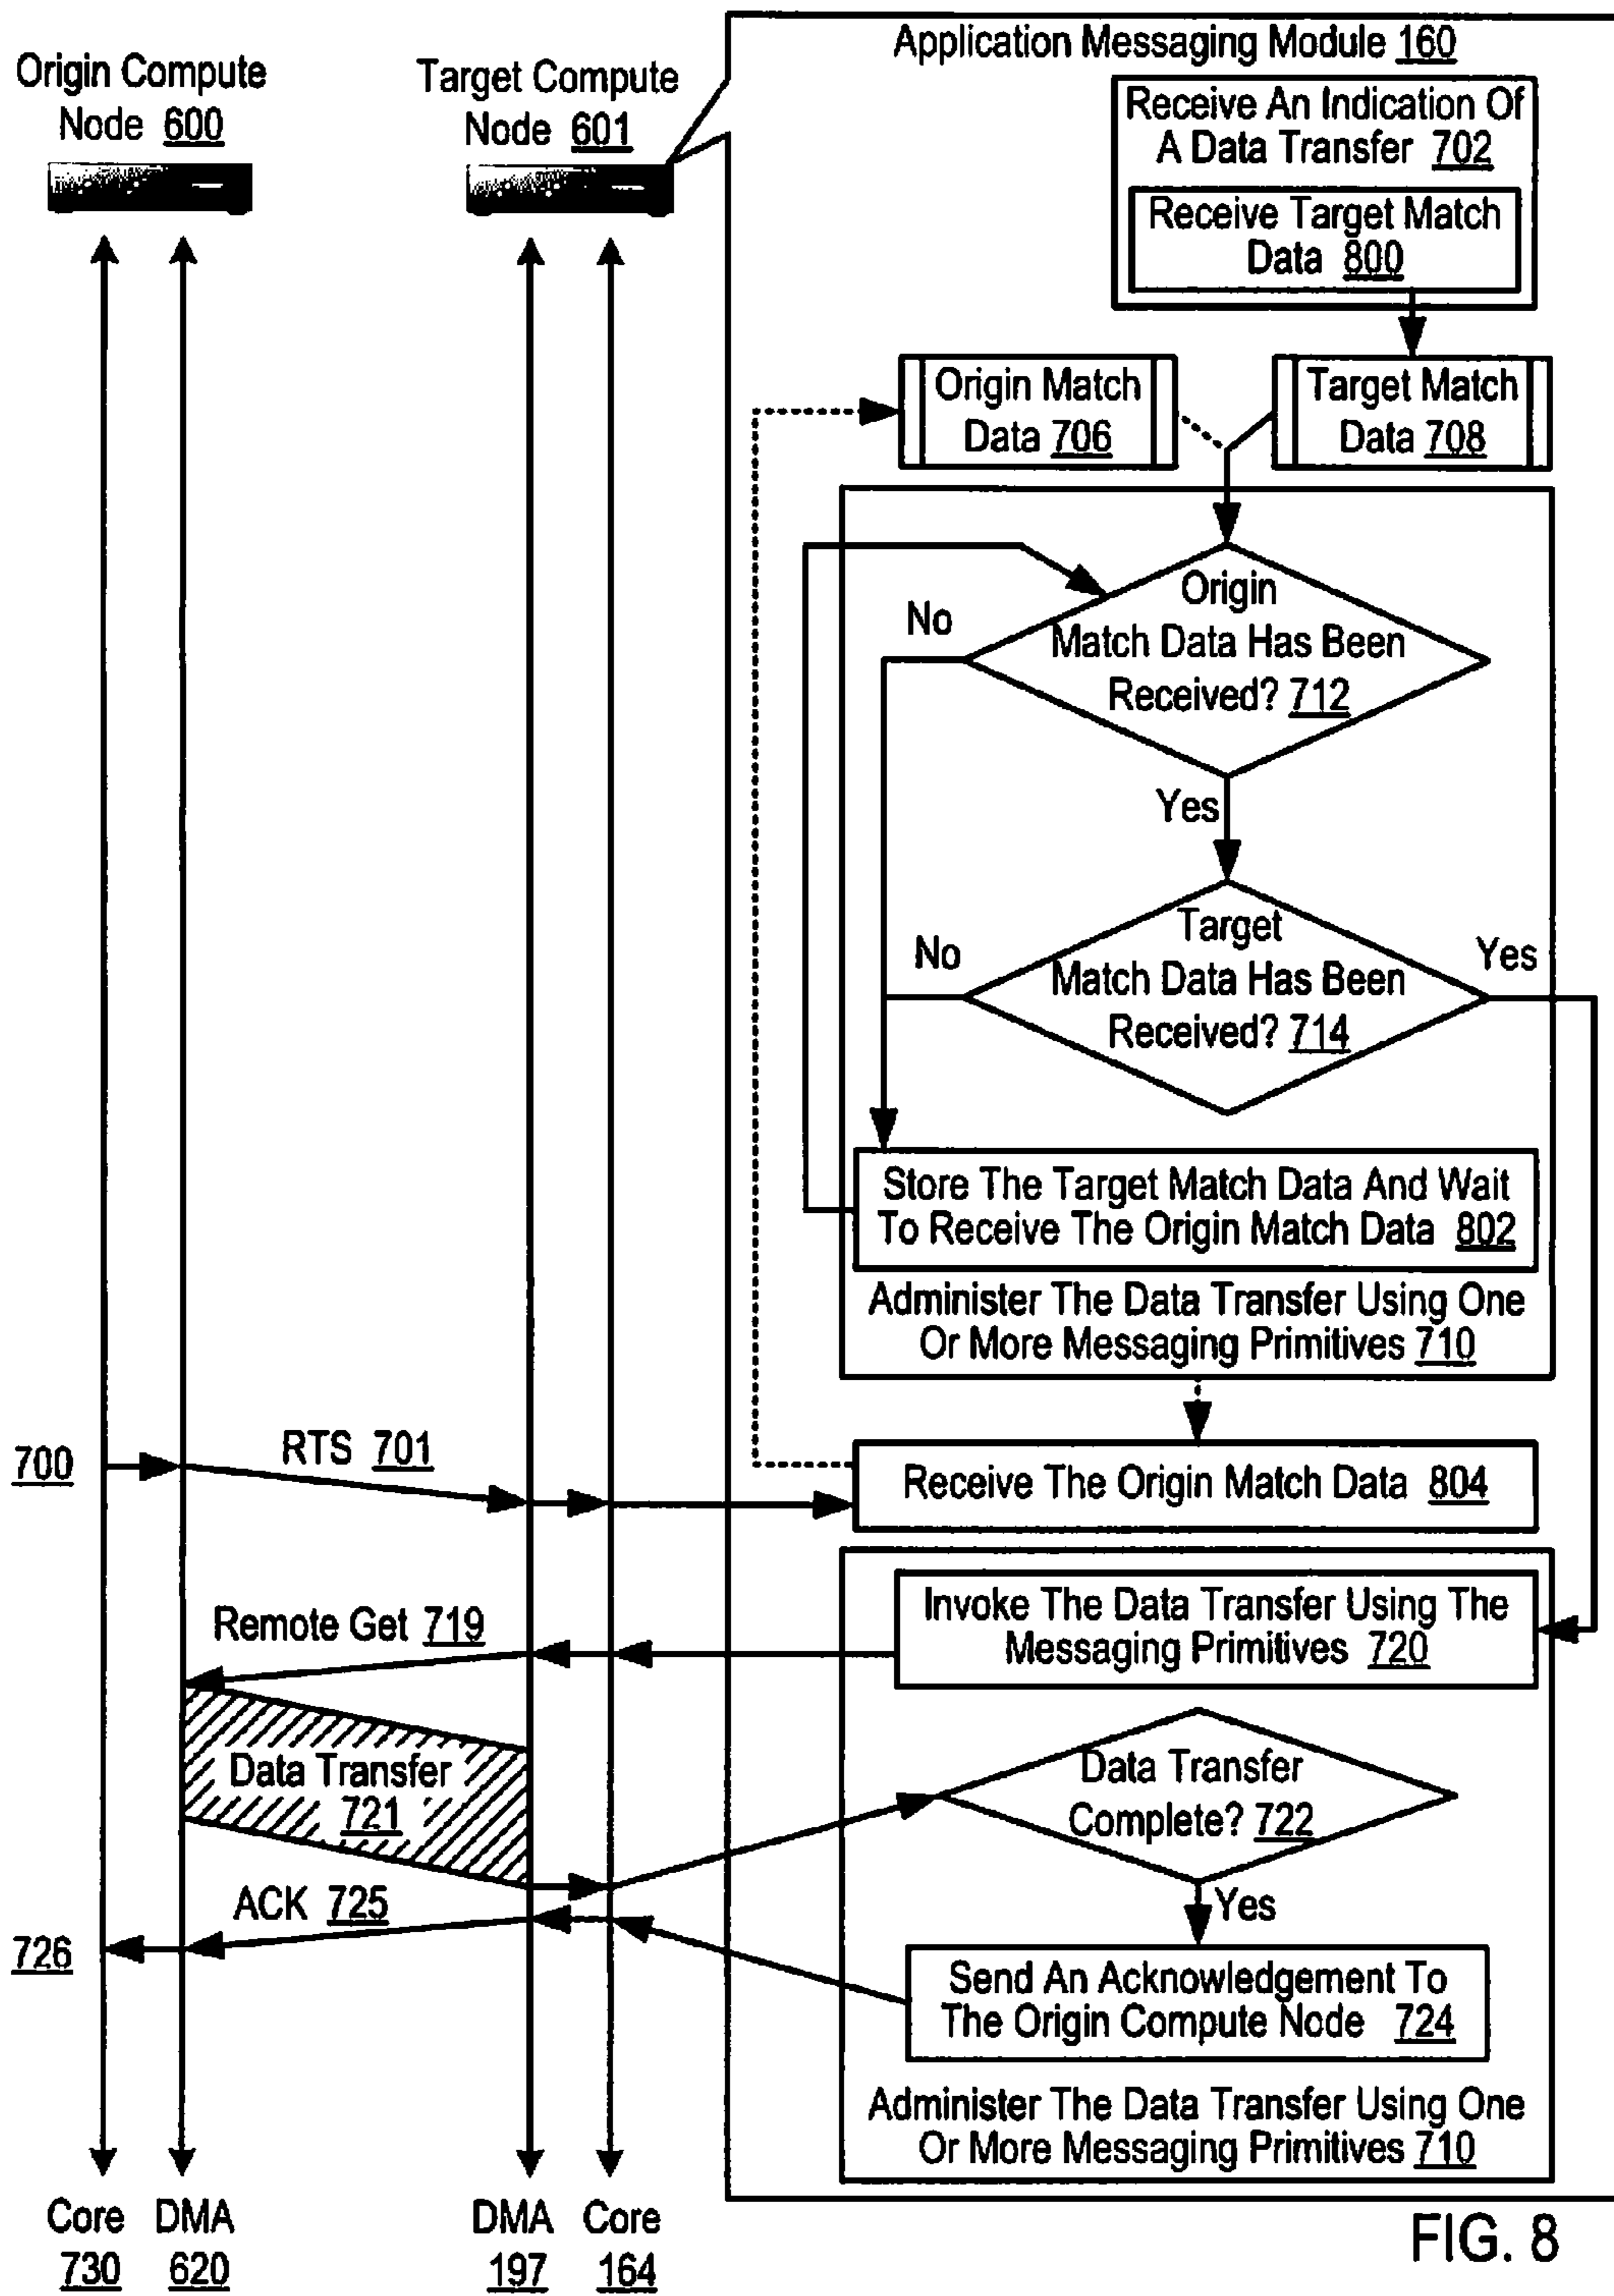 Application Messaging Module 160
Origin Compute
Node 600
Target Compute
Node 601
Receive An Indication Of
A Data Transfer 702
Receive Target Match
Data 800
Origin Match
Data 706
Target Match
Data 708
Origin
Match Data Has Been
Received? 712
No
Yes
Target
Match Data Has Been
Received? 714
No
Yes
Store The Target Match Data And Wait
To Receive The Origin Match Data 802
Administer The Data Transfer Using One
Or More Messaging Primitives 710
700
RTS 701
Receive The Origin Match Data 804
Remote Get 719
Invoke The Data Transfer Using The
Messaging Primitives 720
Data Transfer
721
Data Transfer
Complete? 722
Yes
ACK 725
726
Send An Acknowledgement To
The Origin Compute Node 724
Administer The Data Transfer Using One
Or More Messaging Primitives 710
Core
730
DMA
620
DMA
197
Core
164
FIG. 8